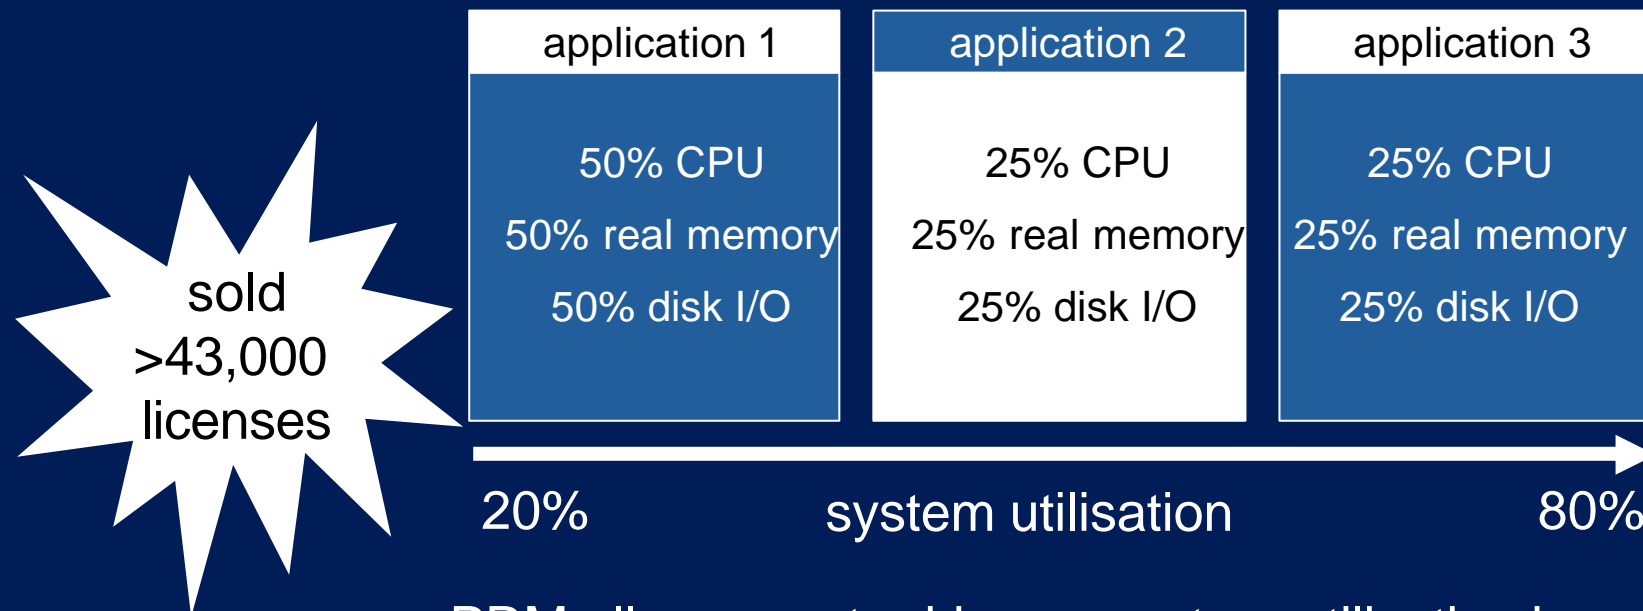 application 1
50% CPU
50% real memory
50% disk I/O
application 2
25% CPU
25% real memory
25% disk I/O
application 3
25% CPU
25% real memory
25% disk I/O
sold
>43,000
licenses
20% system utilisation 80%